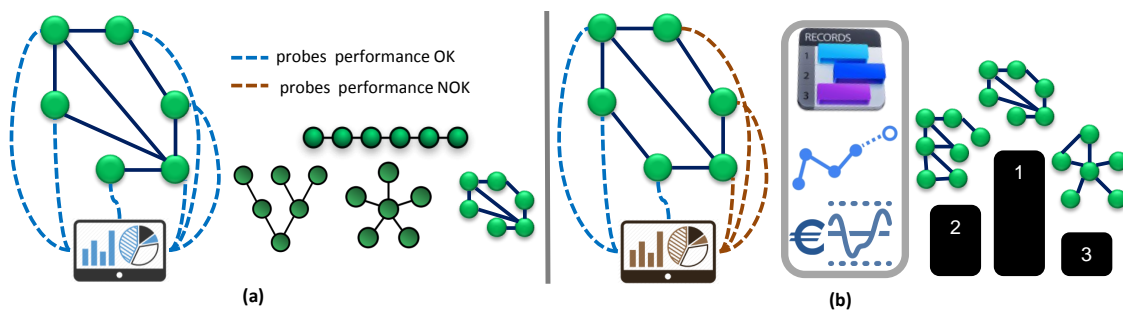 probes performance OK
probes performance NOK
(a)
RECORDS
1
2
3
€
1
2
3
(b)